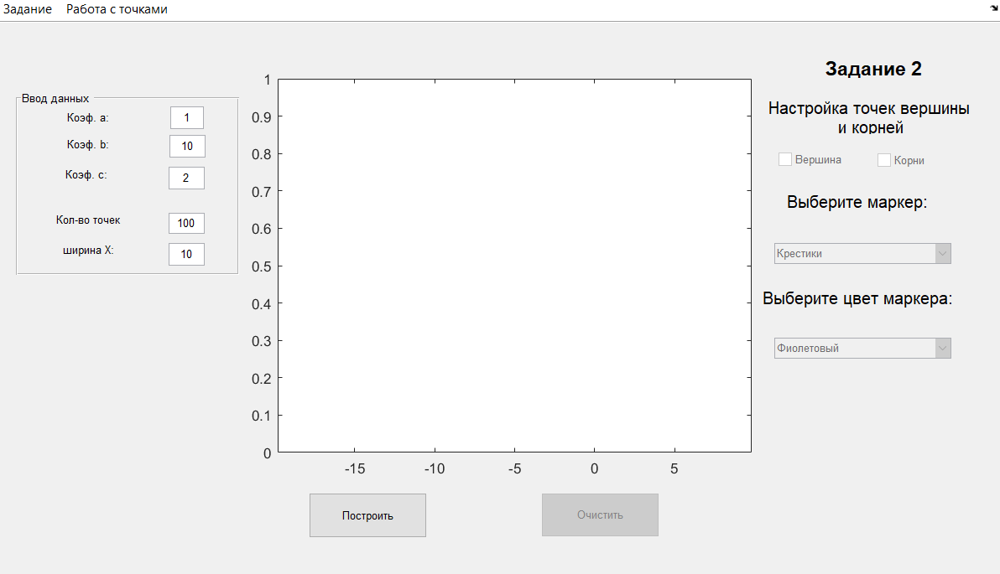 Задание Работа с точками
Задание 2
Ввод данных
Коэф. a: 1
Коэф. b: 10
Коэф. c: 2
Кол-во точек 100
ширина X: 10
1
0.9
0.8
0.7
0.6
0.5
0.4
0.3
0.2
0.1
0
-15 -10 -5 0 5
Построить Очистить
Настройка точек вершины
и корней
Вершина Корни
Выберите маркер:
Крестики
Выберите цвет маркера:
Фиолетовый